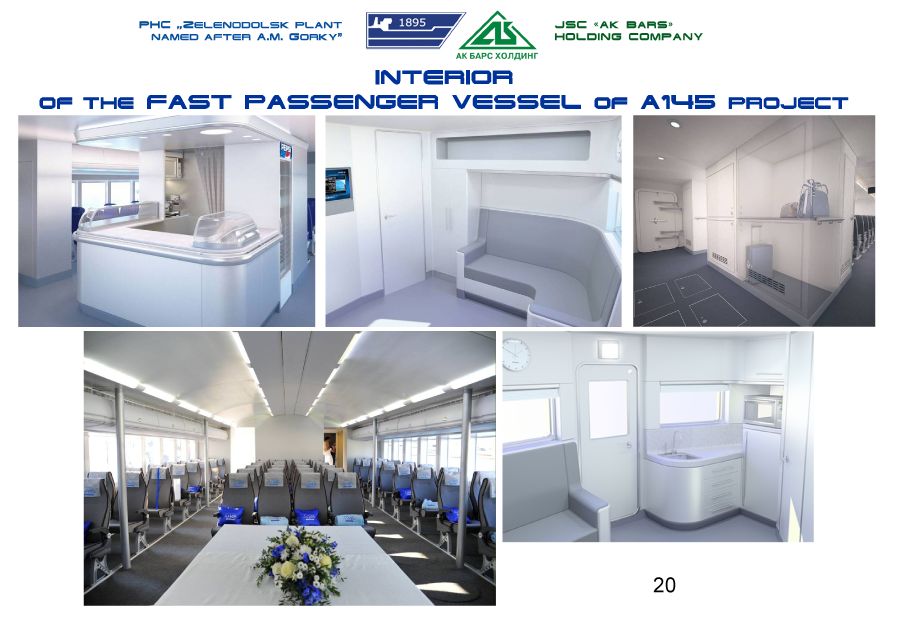 PHC „Zelenodolsk plant
named after A.M. Gorky”
1895
АК БАРС ХОЛДИНГ
JSC «Ak Bars»
Holding company
INTERIOR
OF THE FAST PASSENGER VESSEL OF A145 PROJECT
PEPSI
20